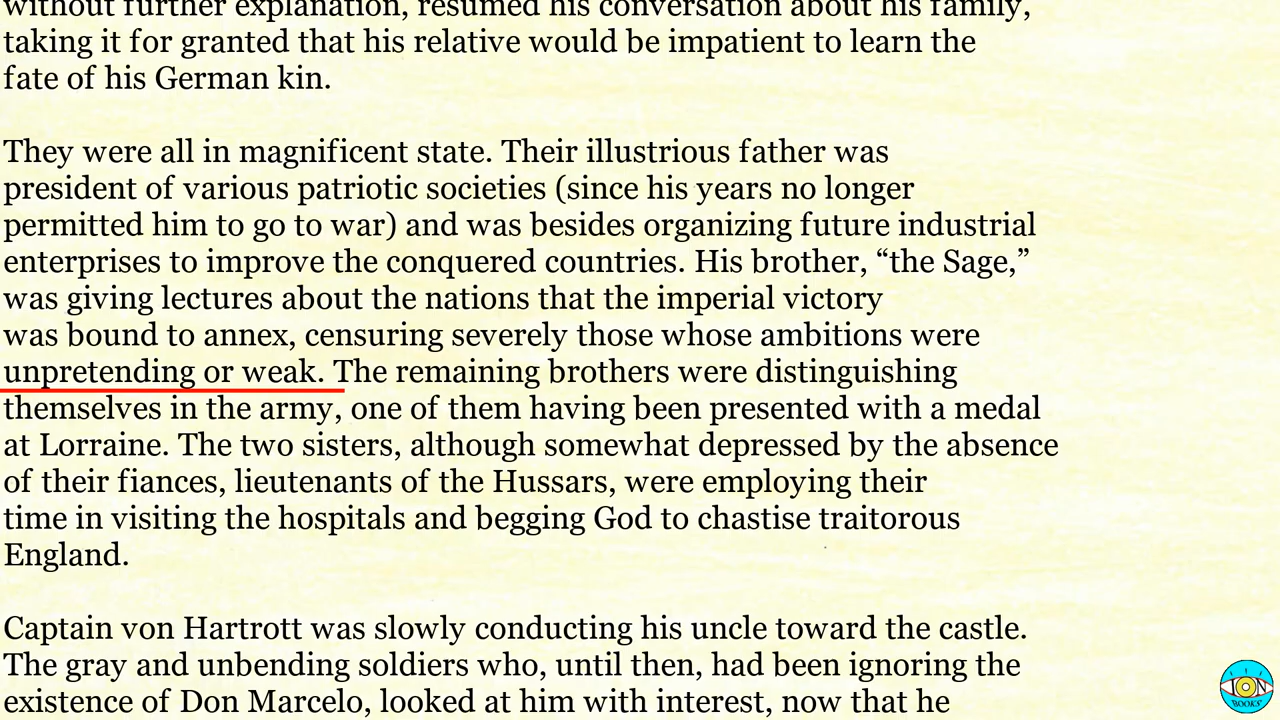 without further explanation, resumed his conversation about his family,
taking it for granted that his relative would be impatient to learn the
fate of his German kin.
They were all in magnificent state. Their illustrious father was
president of various patriotic societies (since his years no longer
permitted him to go to war) and was besides organizing future industrial
enterprises to improve the conquered countries. His brother, “the Sage,”
was giving lectures about the nations that the imperial victory
was bound to annex, censuring severely those whose ambitions were
unpretending or weak. The remaining brothers were distinguishing
themselves in the army, one of them having been presented with a medal
at Lorraine. The two sisters, although somewhat depressed by the absence
of their fiances, lieutenants of the Hussars, were employing their
time in visiting the hospitals and begging God to chastise traitorous
England.
Captain von Hartrott was slowly conducting his uncle toward the castle.
The gray and unbending soldiers who, until then, had been ignoring the
existence of Don Marcelo, looked at him with interest, now that he
ION
BOOKS